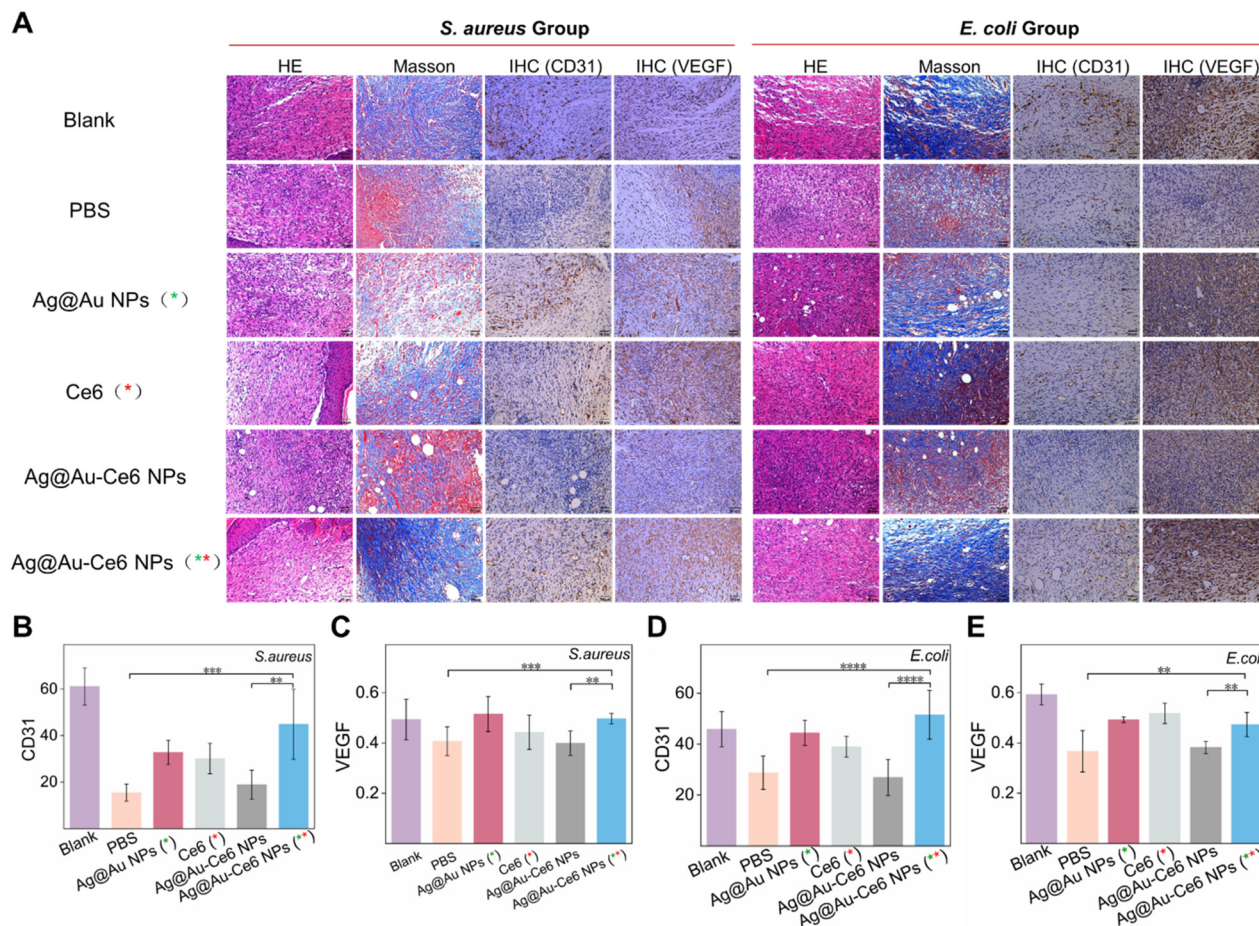 A
S. aureus Group
E. coli Group
HE Masson IHC (CD31) IHC (VEGF) HE Masson IHC (CD31) IHC (VEGF)
Blank
PBS
Ag@Au NPs (*)
Ce6 (*)
Ag@Au-Ce6 NPs
Ag@Au-Ce6 NPs (**)
B
S.aureus
***
**
CD31
60
40
20
Blank
PBS
Ag@Au NPs (*)
Ce6 (*)
Ag@Au-Ce6 NPs
Ag@Au-Ce6 NPs (**)
C
S.aureus
***
**
VEGF
0.6
0.4
0.2
Blank
PBS
Ag@Au NPs (*)
Ce6 (*)
Ag@Au-Ce6 NPs
Ag@Au-Ce6 NPs (**)
D
E.coli
****
****
CD31
60
40
20
Blank
PBS
Ag@Au NPs (*)
Ce6 (*)
Ag@Au-Ce6 NPs
Ag@Au-Ce6 NPs (**)
E
E.coli
**
**
VEGF
0.6
0.4
0.2
Blank
PBS
Ag@Au NPs (*)
Ce6 (*)
Ag@Au-Ce6 NPs
Ag@Au-Ce6 NPs (**)